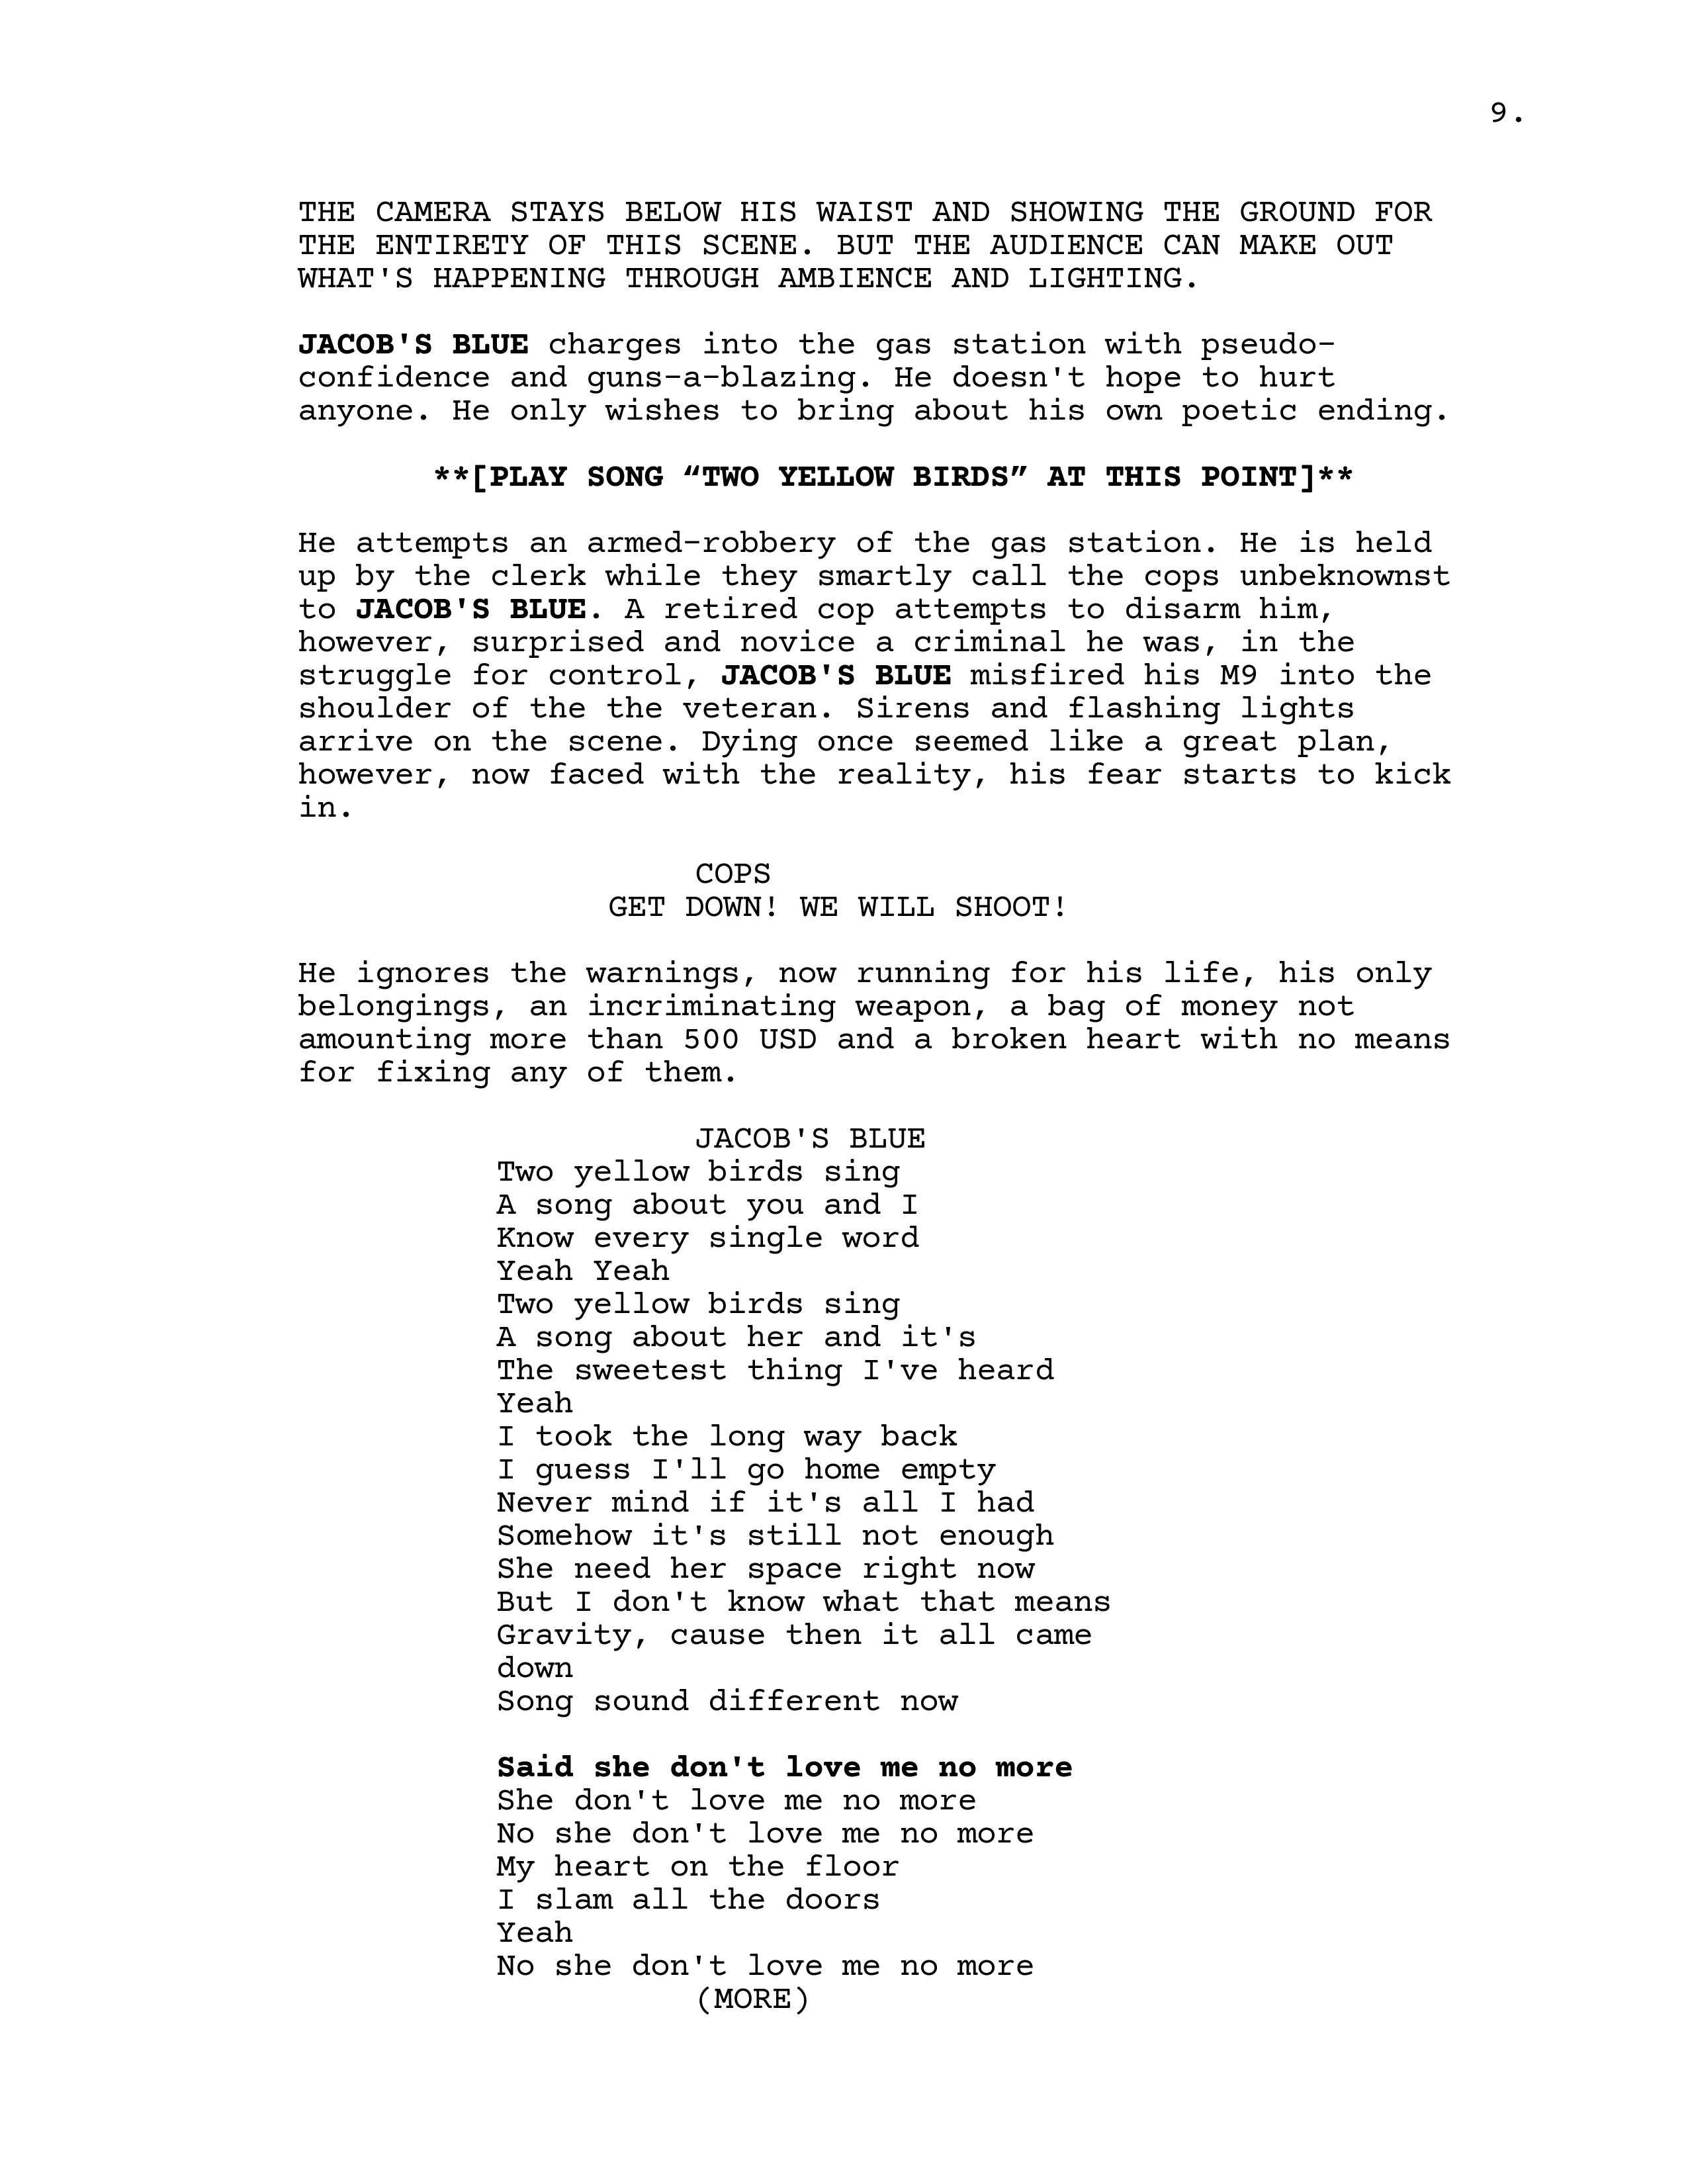 9.
THE CAMERA STAYS BELOW HIS WAIST AND SHOWING THE GROUND FOR
THE ENTIRETY OF THIS SCENE. BUT THE AUDIENCE CAN MAKE OUT
WHAT'S HAPPENING THROUGH AMBIENCE AND LIGHTING.
JACOB'S BLUE charges into the gas station with pseudo-
confidence and guns-a-blazing. He doesn't hope to hurt
anyone. He only wishes to bring about his own poetic ending.
**[PLAY SONG “TWO YELLOW BIRDS” AT THIS POINT]**
He attempts an armed-robbery of the gas station. He is held
up by the clerk while they smartly call the cops unbeknownst
to JACOB'S BLUE. A retired cop attempts to disarm him,
however, surprised and novice a criminal he was, in the
struggle for control, JACOB'S BLUE misfired his M9 into the
shoulder of the the veteran. Sirens and flashing lights
arrive on the scene. Dying once seemed like a great plan,
however, now faced with the reality, his fear starts to kick
in.
COPS
GET DOWN! WE WILL SHOOT!
He ignores the warnings, now running for his life, his only
belongings, an incriminating weapon, a bag of money not
amounting more than 500 USD and a broken heart with no means
for fixing any of them.
JACOB'S BLUE
Two yellow birds sing
A song about you and I
Know every single word
Yeah Yeah
Two yellow birds sing
A song about her and it's
The sweetest thing I've heard
Yeah
I took the long way back
I guess I'll go home empty
Never mind if it's all I had
Somehow it's still not enough
She need her space right now
But I don't know what that means
Gravity, cause then it all came
down
Song sound different now
Said she don't love me no more
She don't love me no more
No she don't love me no more
My heart on the floor
I slam all the doors
Yeah
No she don't love me no more
(MORE)